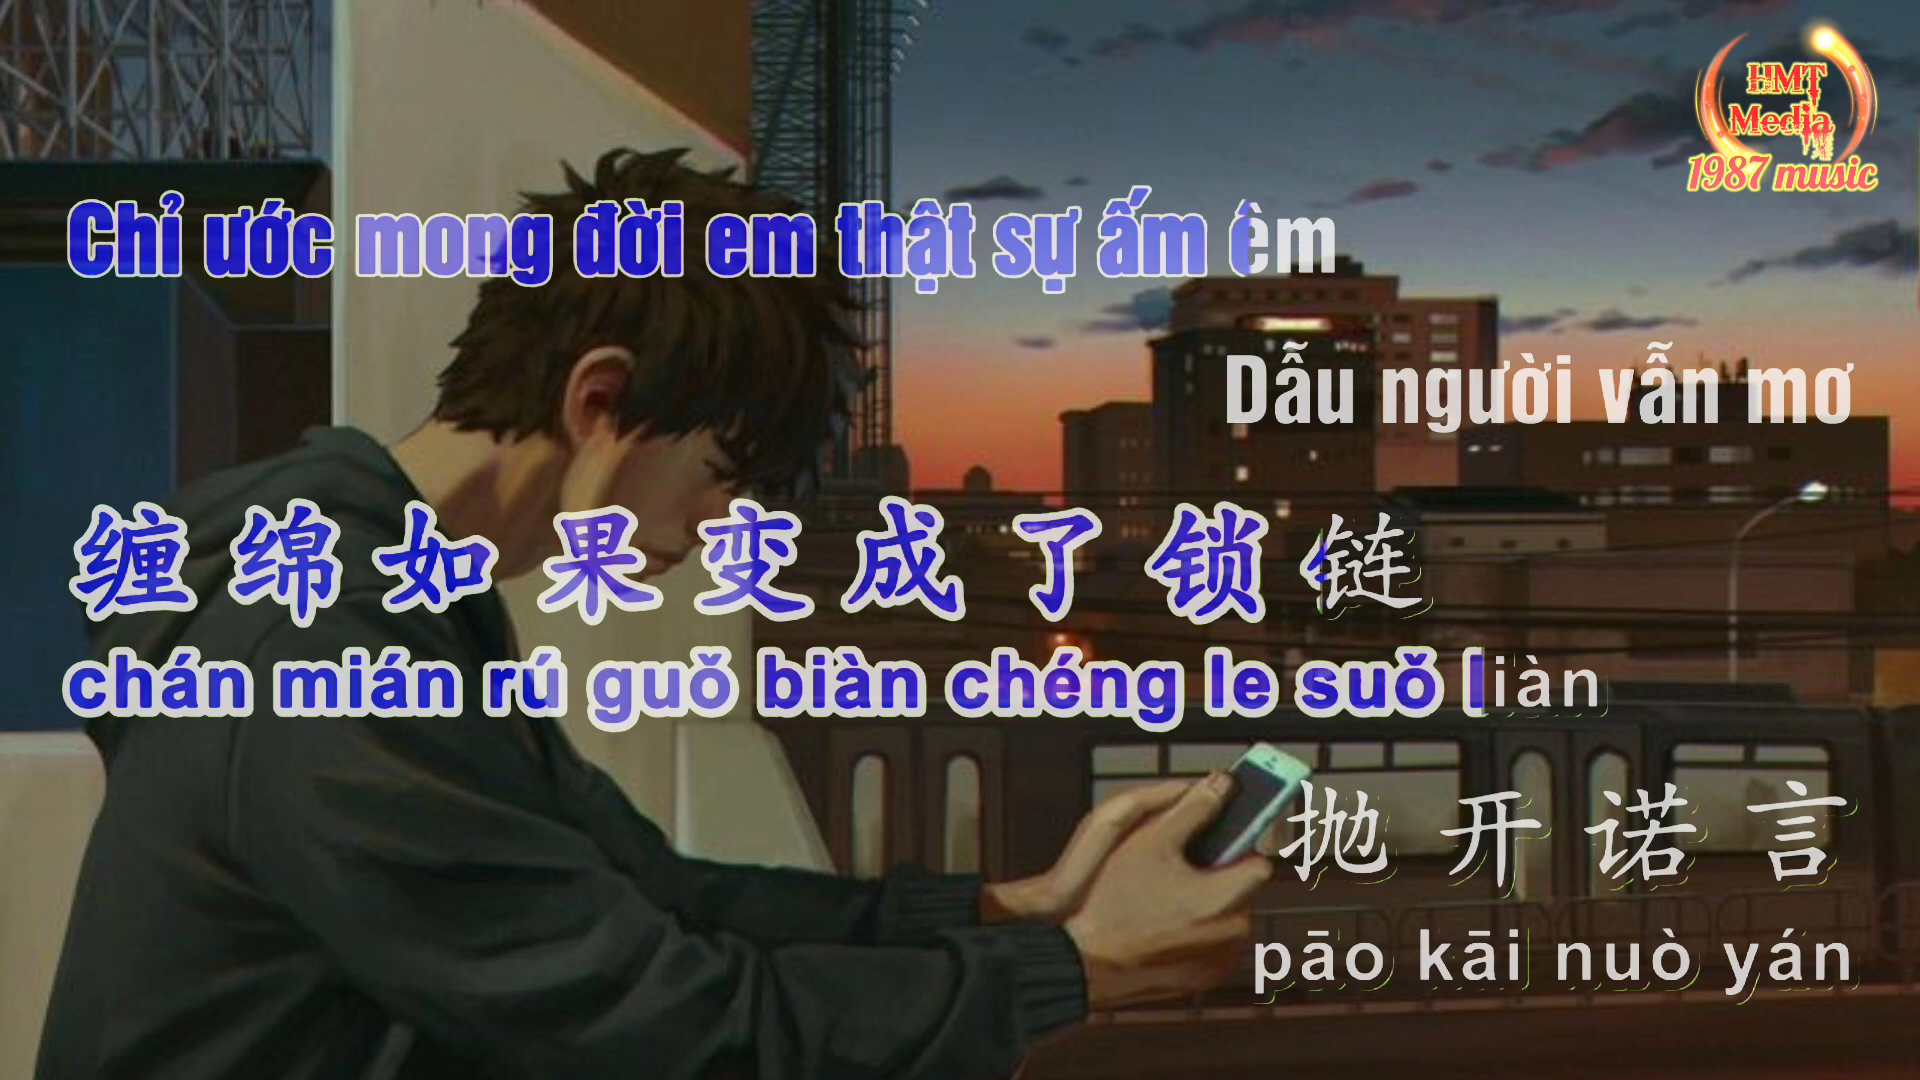 HMT
Media
1987 music
Chỉ ước mong đời em thật sự ấm êm
Dẫu người vẫn mơ
缠 绵 如 果 变 成 了 锁 链
chán mián rú guǒ biàn chéng le suǒ liàn
抛 开 诺 言
pāo kāi nuò yán